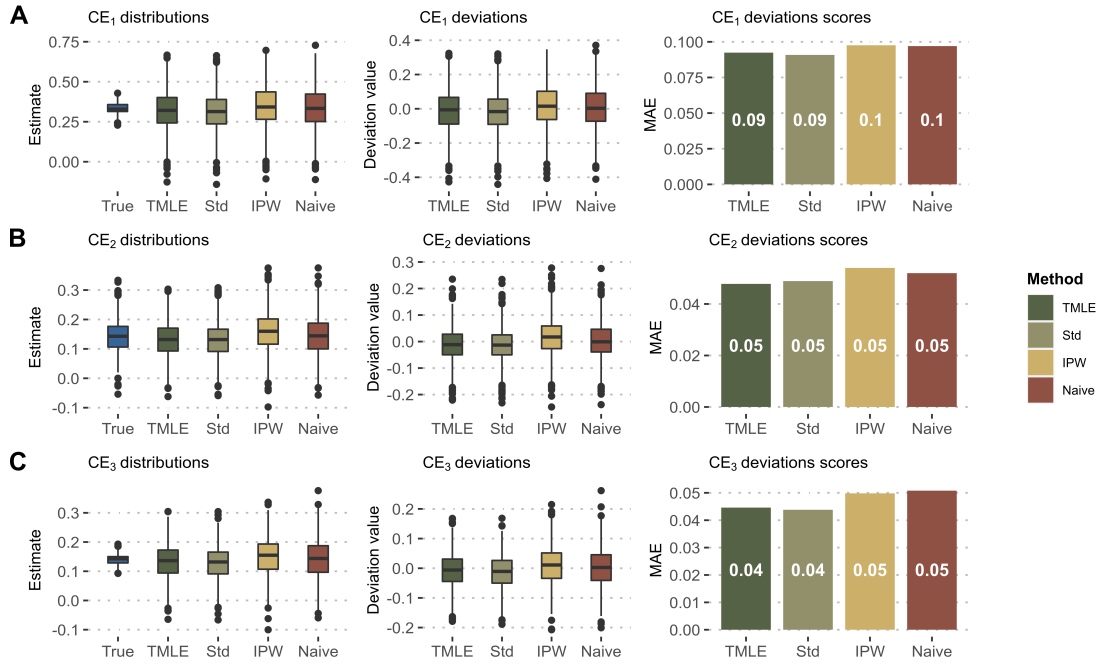 A
CE1 distributions
Estimate
0.75
0.50
0.25
0.00
True TMLE Std IPW Naive
CE1 deviations
Deviation value
0.4
0.2
0.0
-0.2
-0.4
TMLE Std IPW Naive
CE1 deviations scores
MAE
0.100
0.075
0.050
0.025
0.000
0.09 0.09 0.1 0.1
TMLE Std IPW Naive
B
CE2 distributions
Estimate
0.3
0.2
0.1
0.0
-0.1
True TMLE Std IPW Naive
CE2 deviations
Deviation value
0.3
0.2
0.1
0.0
-0.1
-0.2
TMLE Std IPW Naive
CE2 deviations scores
MAE
0.04
0.02
0.00
0.05 0.05 0.05 0.05
TMLE Std IPW Naive
Method
TMLE
Std
IPW
Naive
C
CE3 distributions
Estimate
0.3
0.2
0.1
0.0
-0.1
True TMLE Std IPW Naive
CE3 deviations
Deviation value
0.2
0.1
0.0
-0.1
-0.2
TMLE Std IPW Naive
CE3 deviations scores
MAE
0.05
0.04
0.03
0.02
0.01
0.00
0.04 0.04 0.05 0.05
TMLE Std IPW Naive